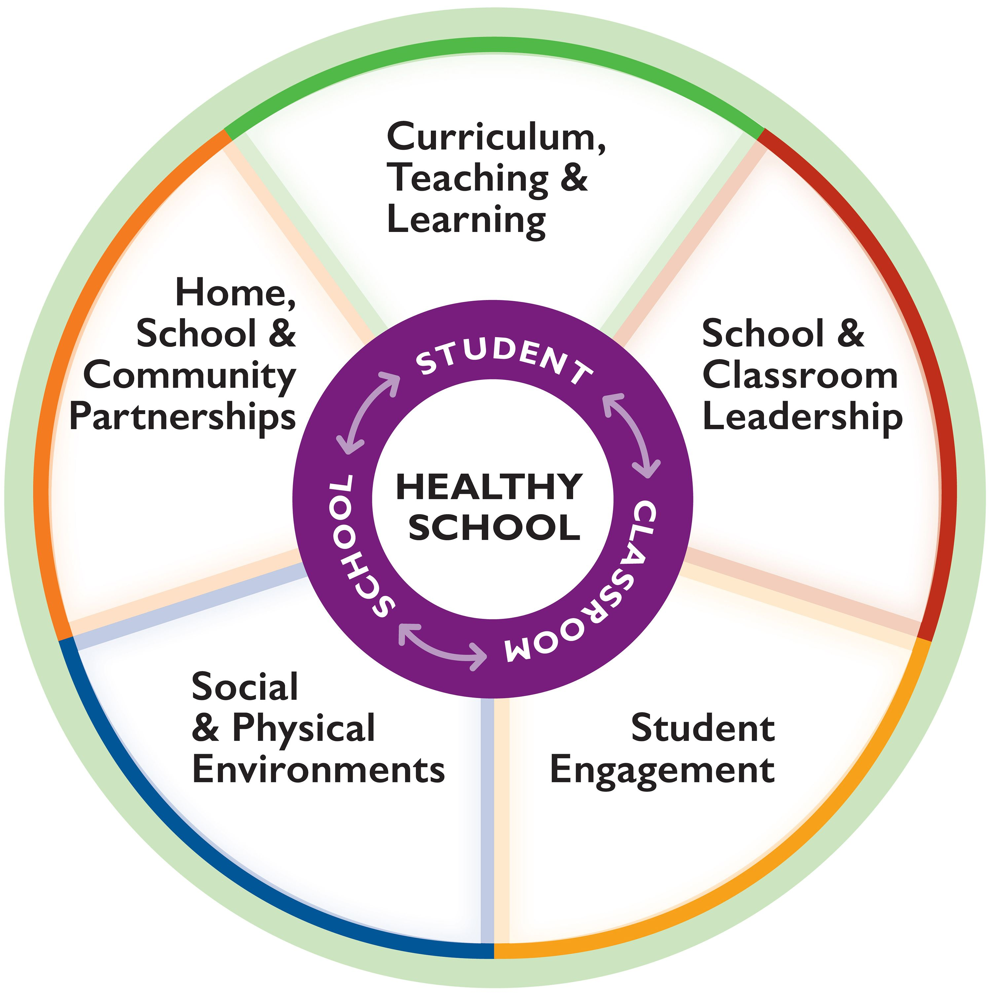 Curriculum,
Teaching &
Learning
Home,
School &
Community
Partnerships
School &
Classroom
Leadership
STUDENT
CLASSROOM
SCHOOL
HEALTHY
SCHOOL
Social
& Physical
Environments
Student
Engagement